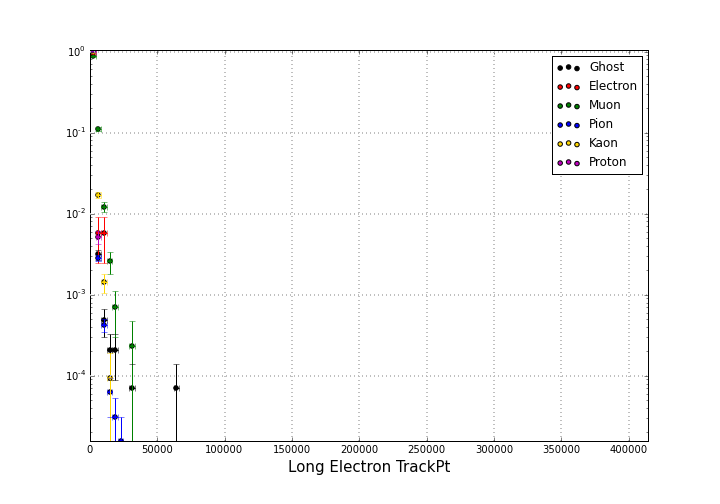 10^0
10^-1
10^-2
10^-3
10^-4
0
50000
100000
150000
200000
250000
300000
350000
400000
Long Electron TrackPt
Ghost
Electron
Muon
Pion
Kaon
Proton